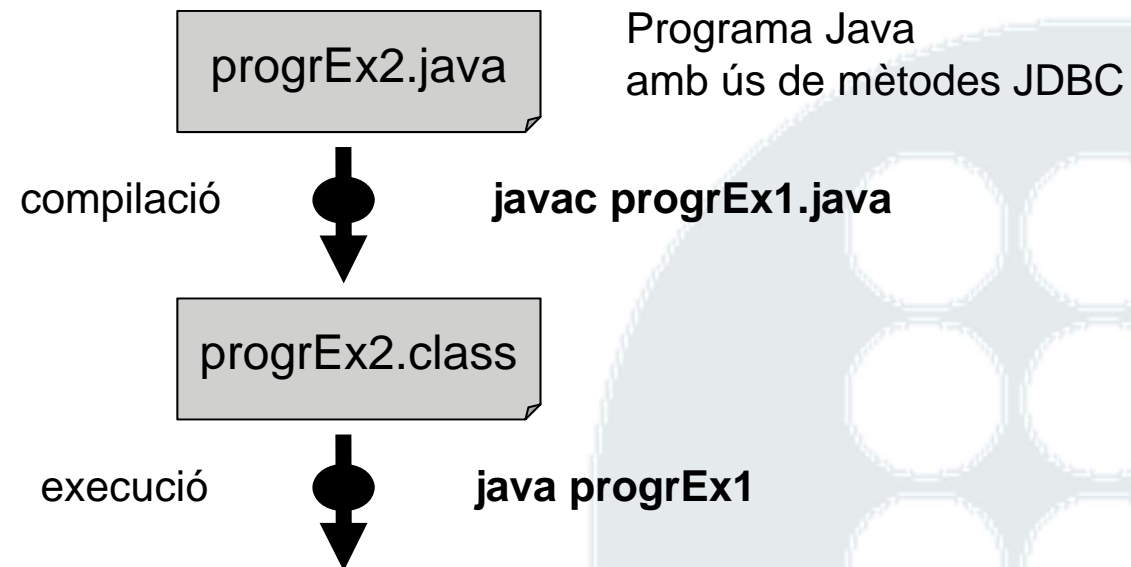 progrEx2.java
Programa Java
amb ús de mètodes JDBC
compilació
javac progrEx1.java
progrEx2.class
execució
java progrEx1